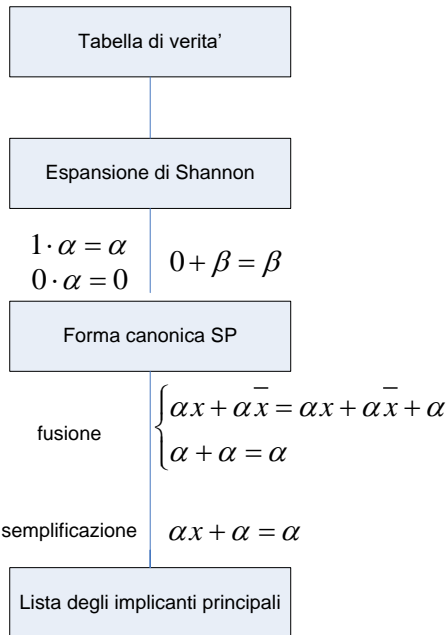 Tabella di verita’
Espansione di Shannon
1·α = α
0·α = 0
0 + β = β
Forma canonica SP
fusione
αx + αx̅ = αx + αx̅ + α
α + α = α
semplificazione
αx + α = α
Lista degli implicanti principali